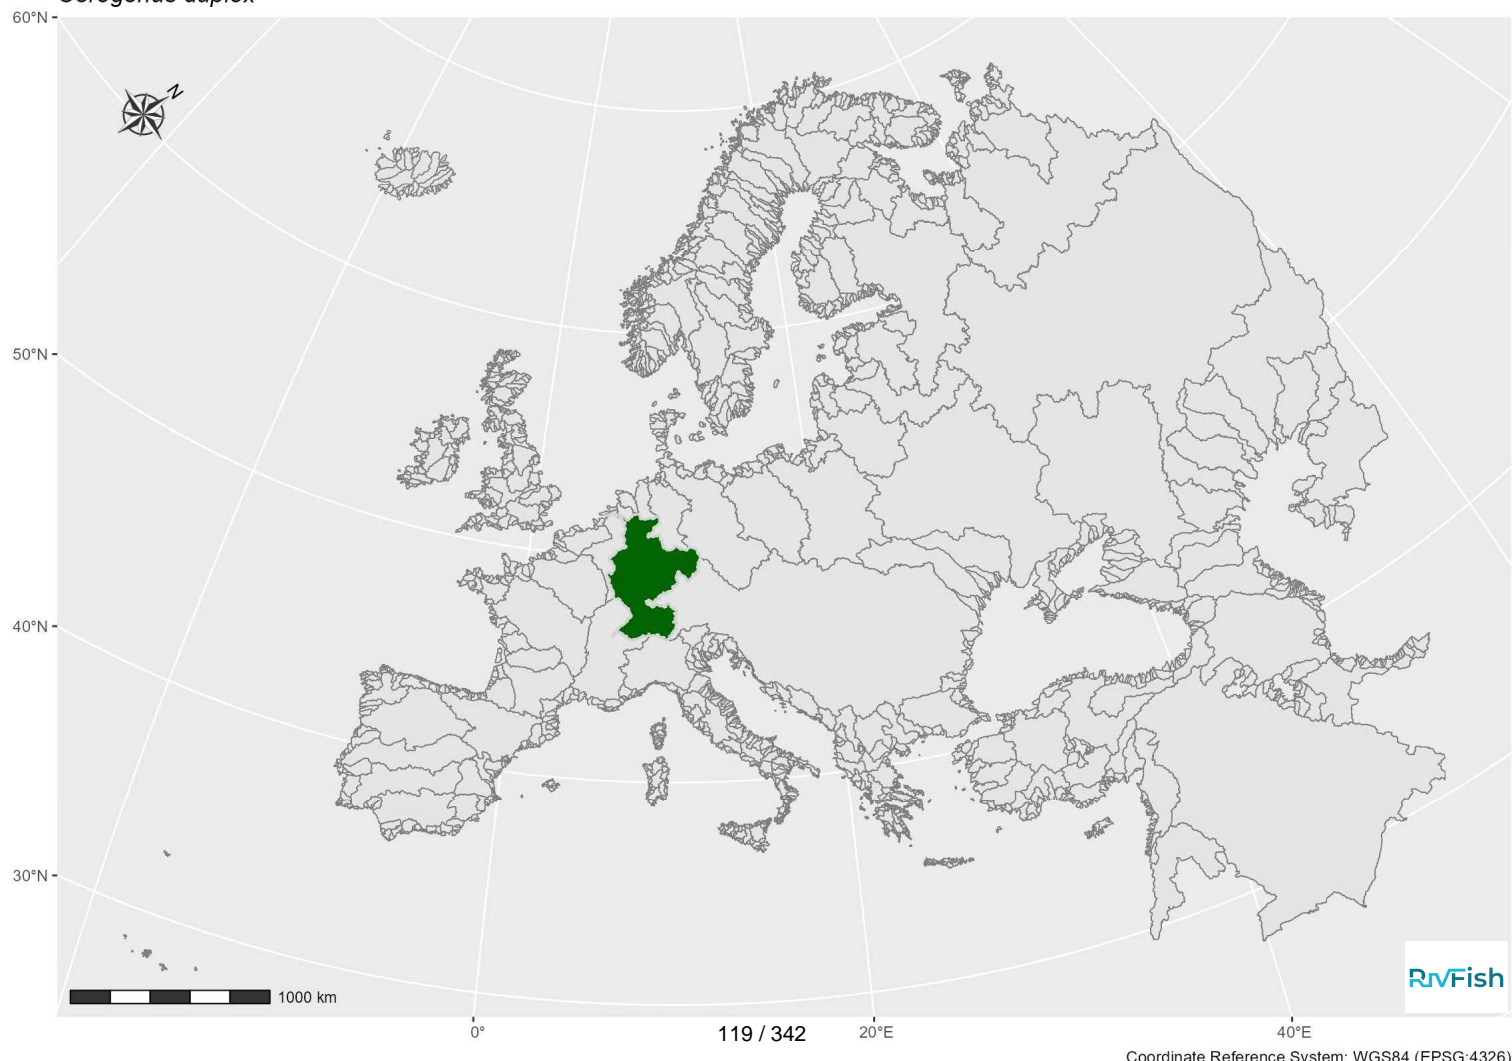 Coregonus duplex
60°N
N
50°N
40°N
30°N
RIVFish
1000 km
0°
119 / 342
20°E
40°E
Coordinate Reference System: WGS84 (EPSG:4326)